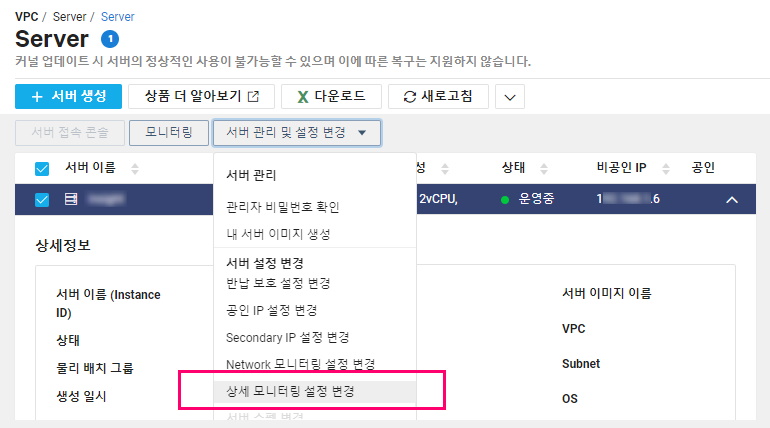 VPC / Server / Server
Server 1
커널 업데이트 시 서버의 정상적인 사용이 불가능할 수 있으며 이에 따른 복구는 지원하지 않습니다.
+ 서버 생성 상품 더 알아보기 다운로드 새로고침
서버 접속 콘솔 모니터링 서버 관리 및 설정 변경
서버 이름 성 상태 비공인 IP 공인
2vCPU, 운영중 1 .6
서버 관리
관리자 비밀번호 확인
내 서버 이미지 생성
서버 설정 변경
반납 보호 설정 변경
공인 IP 설정 변경
Secondary IP 설정 변경
Network 모니터링 설정 변경
상세 모니터링 설정 변경
상세정보
서버 이름 (Instance
ID)
상태
물리 배치 그룹
생성 일시
서버 이미지 이름
VPC
Subnet
OS